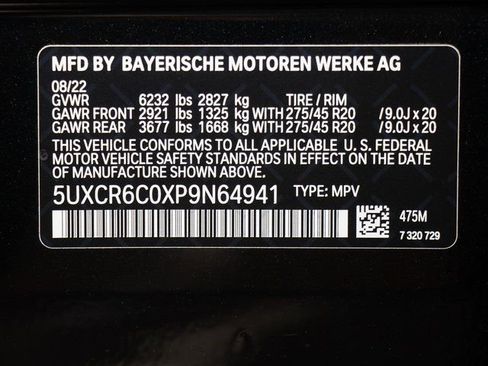 MFD BY BAYERISCHE MOTOREN WERKE AG
08/22
GVWR 6232 lbs 2827 kg TIRE / RIM
GAWR FRONT 2921 lbs 1325 kg WITH 275/45 R20 /9.0J x 20
GAWR REAR 3677 lbs 1668 kg WITH 275/45 R20 /9.0J x 20
THIS VEHICLE CONFORMS TO ALL APPLICABLE U. S. FEDERAL
MOTOR VEHICLE SAFETY STANDARDS IN EFFECT ON THE DATE
OF MANUFACTURE SHOWN ABOVE.
5UXCR6C0XP9N64941 TYPE: MPV
475M
7 320 729